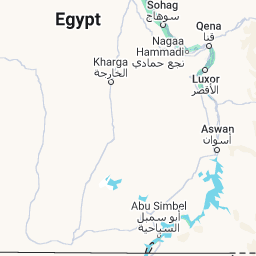 Sohag
سوهاج
Egypt
Qena
قنا
Nagaa
Hammadi
نجع حمادي
Kharga
الخارجة
Luxor
الأقصر
Aswan
أسوان
Abu Simbel
أبو سمبل
السياحية